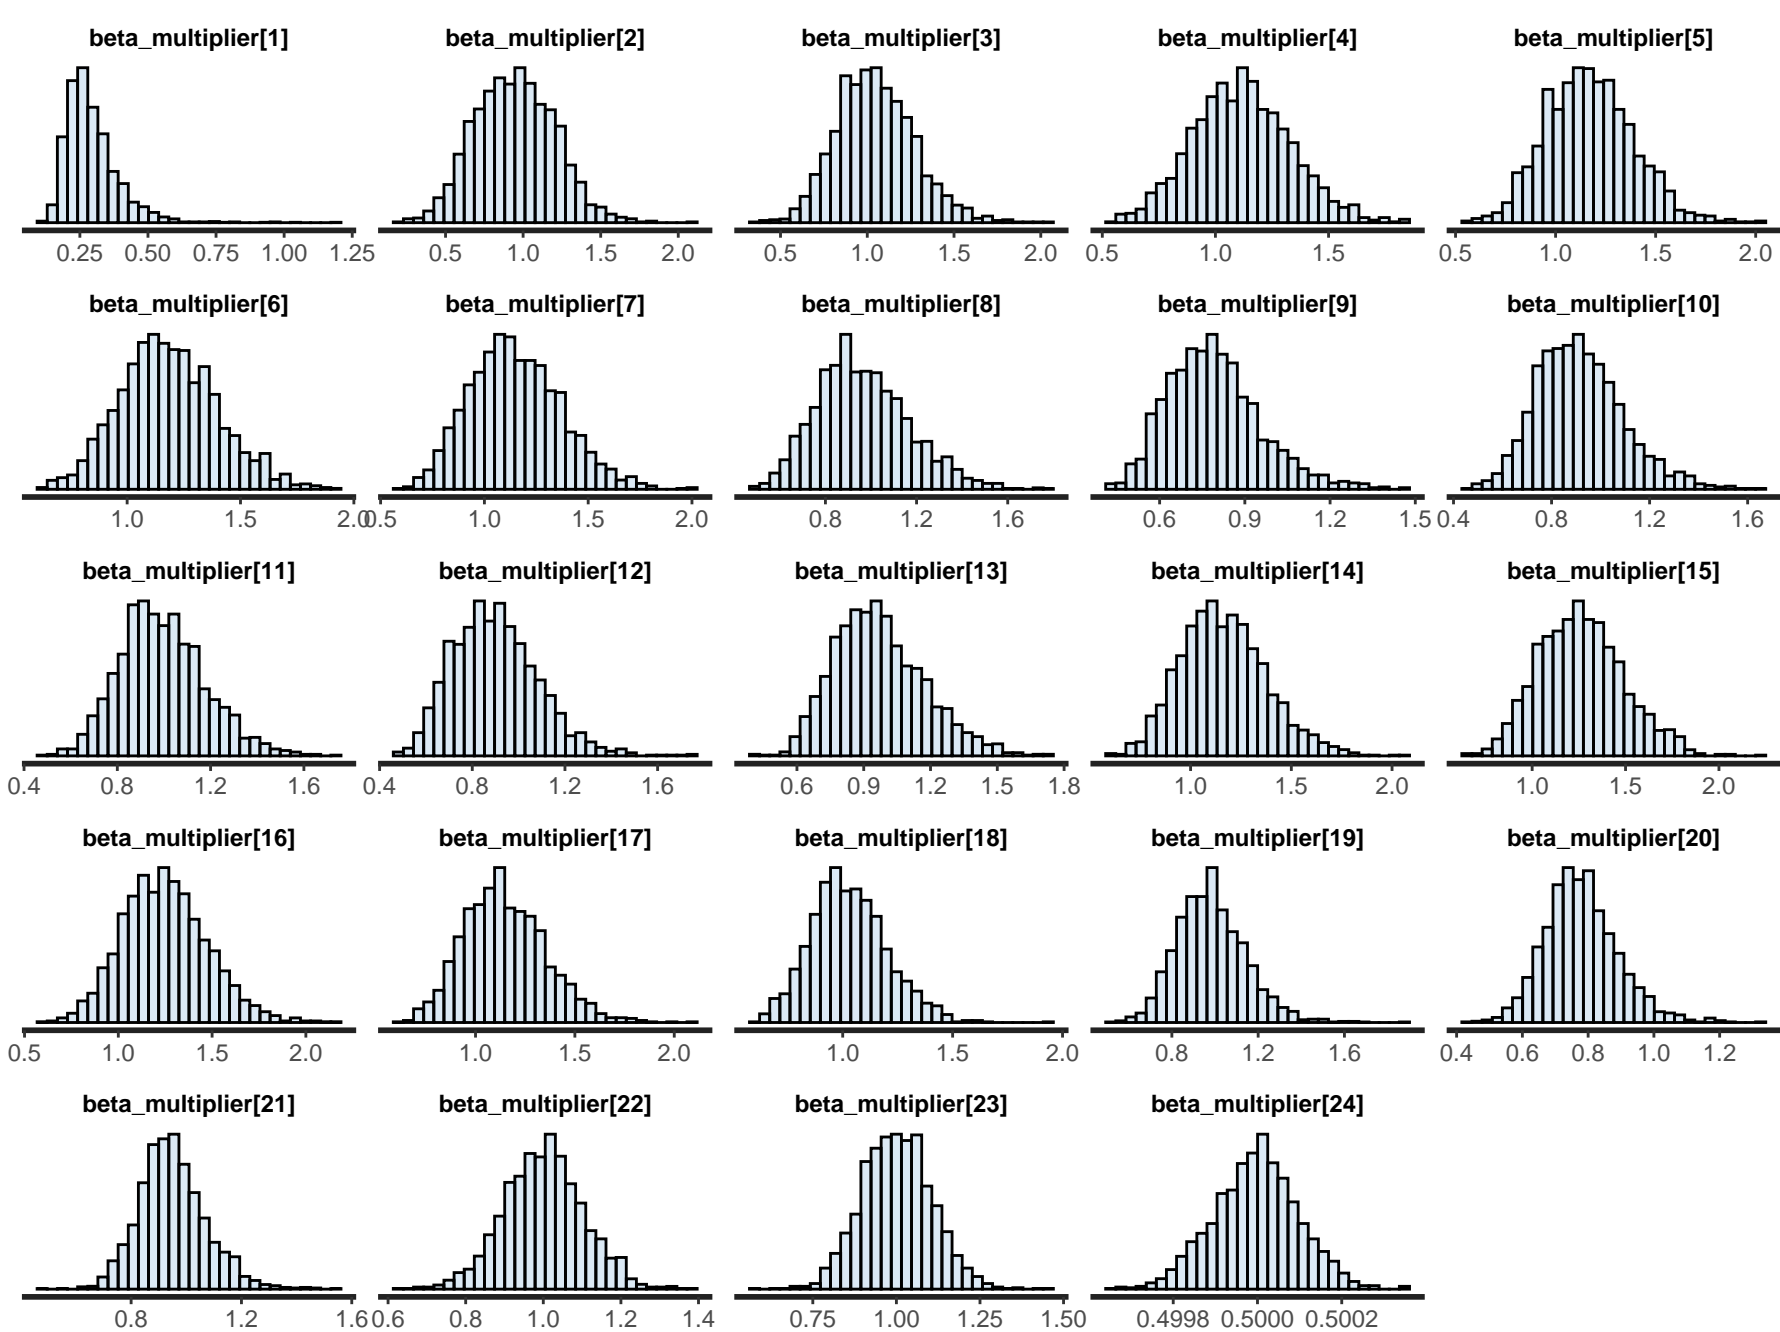 beta_multiplier[1] beta_multiplier[2] beta_multiplier[3] beta_multiplier[4] beta_multiplier[5]
0.25 0.50 0.75 1.00 1.25 0.5 1.0 1.5 2.0 0.5 1.0 1.5 2.0 0.5 1.0 1.5 0.5 1.0 1.5 2.0
beta_multiplier[6] beta_multiplier[7] beta_multiplier[8] beta_multiplier[9] beta_multiplier[10]
1.0 1.5 2.0 0.5 1.0 1.5 2.0 0.8 1.2 1.6 0.6 0.9 1.2 1.5 0.4 0.8 1.2 1.6
beta_multiplier[11] beta_multiplier[12] beta_multiplier[13] beta_multiplier[14] beta_multiplier[15]
0.4 0.8 1.2 1.6 0.4 0.8 1.2 1.6 0.6 0.9 1.2 1.5 1.8 1.0 1.5 2.0 1.0 1.5 2.0
beta_multiplier[16] beta_multiplier[17] beta_multiplier[18] beta_multiplier[19] beta_multiplier[20]
0.5 1.0 1.5 2.0 1.0 1.5 2.0 1.0 1.5 2.0 0.8 1.2 1.6 0.4 0.6 0.8 1.0 1.2
beta_multiplier[21] beta_multiplier[22] beta_multiplier[23] beta_multiplier[24]
0.8 1.2 1.6 0.6 0.8 1.0 1.2 1.4 0.75 1.00 1.25 1.50 0.4998 0.5000 0.5002